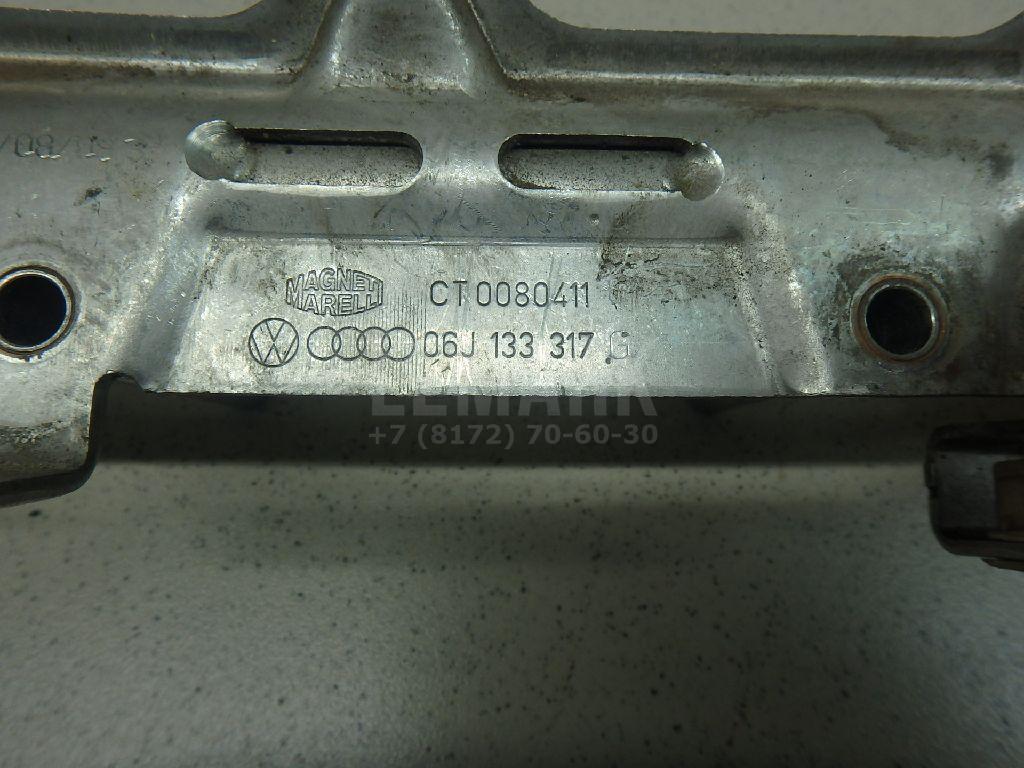 MAGNETI
MARELLI
CT0080411
06J 133 317 G
+7 (8172) 70-60-30